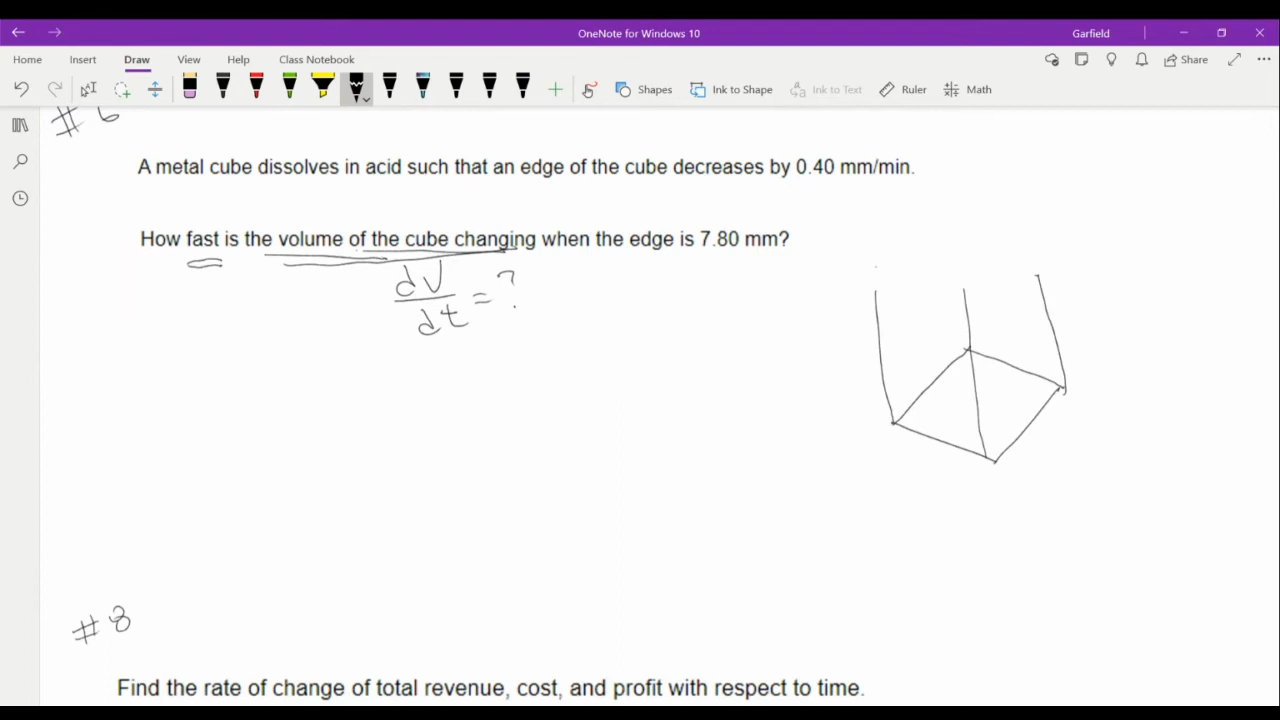 OneNote for Windows 10
Garfield
Home Insert Draw View Help Class Notebook
Share
Shapes Ink to Shape Ink to Text Ruler Math
#6
A metal cube dissolves in acid such that an edge of the cube decreases by 0.40 mm/min.
How fast is the volume of the cube changing when the edge is 7.80 mm?
dV/dt = ?
#8
Find the rate of change of total revenue, cost, and profit with respect to time.